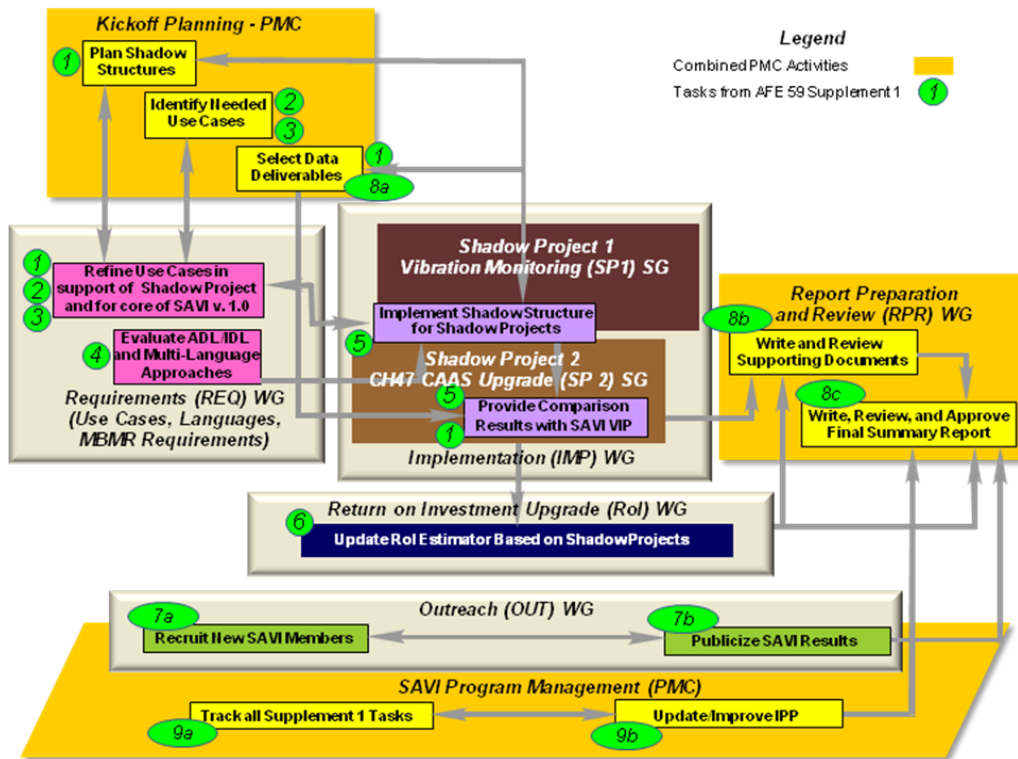 Kickoff Planning - PMC
1
Plan Shadow
Structures
Identify Needed
Use Cases
2
3
Select Data
Deliverables
1
8a
Legend
Combined PMC Activities
Tasks from AFE 59 Supplement 1
1
1
2
3
Refine Use Cases in
support of Shadow Project
and for core of SAVI v. 1.0
4
Evaluate ADL/IDL
and Multi-Language
Approaches
Requirements (REQ) WG
(Use Cases, Languages,
MBMR Requirements)
Shadow Project 1
Vibration Monitoring (SP1) SG
Implement Shadow Structure
for Shadow Projects
5
Shadow Project 2
CH47 CAAS Upgrade (SP 2) SG
5
Provide Comparison
Results with SAVI VIP
1
Implementation (IMP) WG
Report Preparation
and Review (RPR) WG
8b
Write and Review
Supporting Documents
8c
Write, Review, and Approve
Final Summary Report
Return on Investment Upgrade (RoI) WG
6
Update RoI Estimator Based on Shadow Projects
Outreach (OUT) WG
7a
Recruit New SAVI Members
7b
Publicize SAVI Results
SAVI Program Management (PMC)
Track all Supplement 1 Tasks
9a
Update/Improve IPP
9b